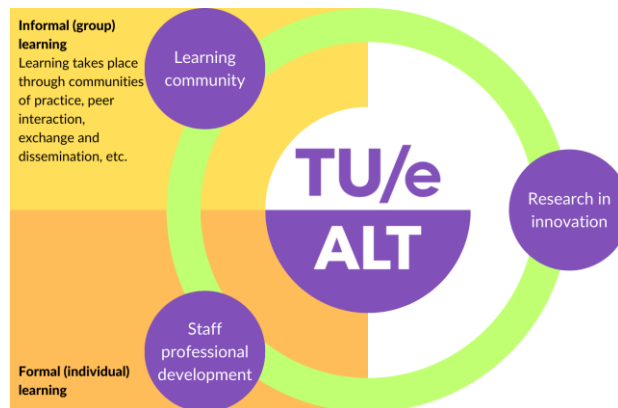 Informal (group)
learning
Learning takes place
through communities
of practice, peer
interaction,
exchange and
dissemination, etc.
Learning
community
TU/e
ALT
Research in
innovation
Staff
professional
development
Formal (individual)
learning